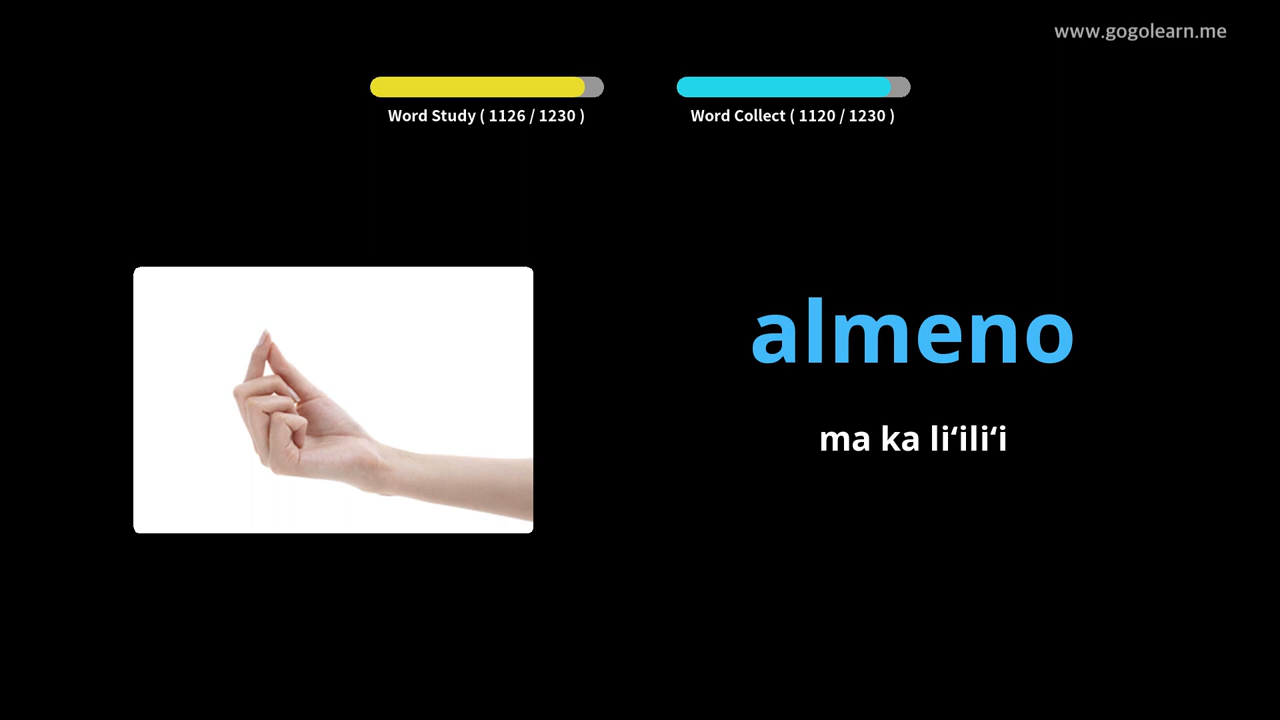 www.gogolearn.me
Word Study ( 1126 / 1230 )
Word Collect ( 1120 / 1230 )
almeno
ma ka liʻiliʻi